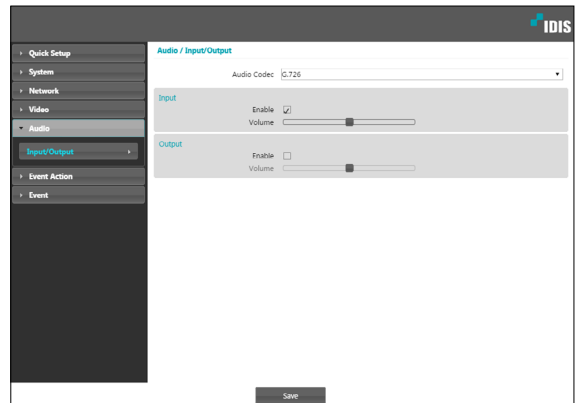 IDIS
Quick Setup
System
Network
Video
Audio
Input/Output
Event Action
Event
Audio / Input/Output
Audio Codec G.726
Input
Enable
Volume
Output
Enable
Volume
Save